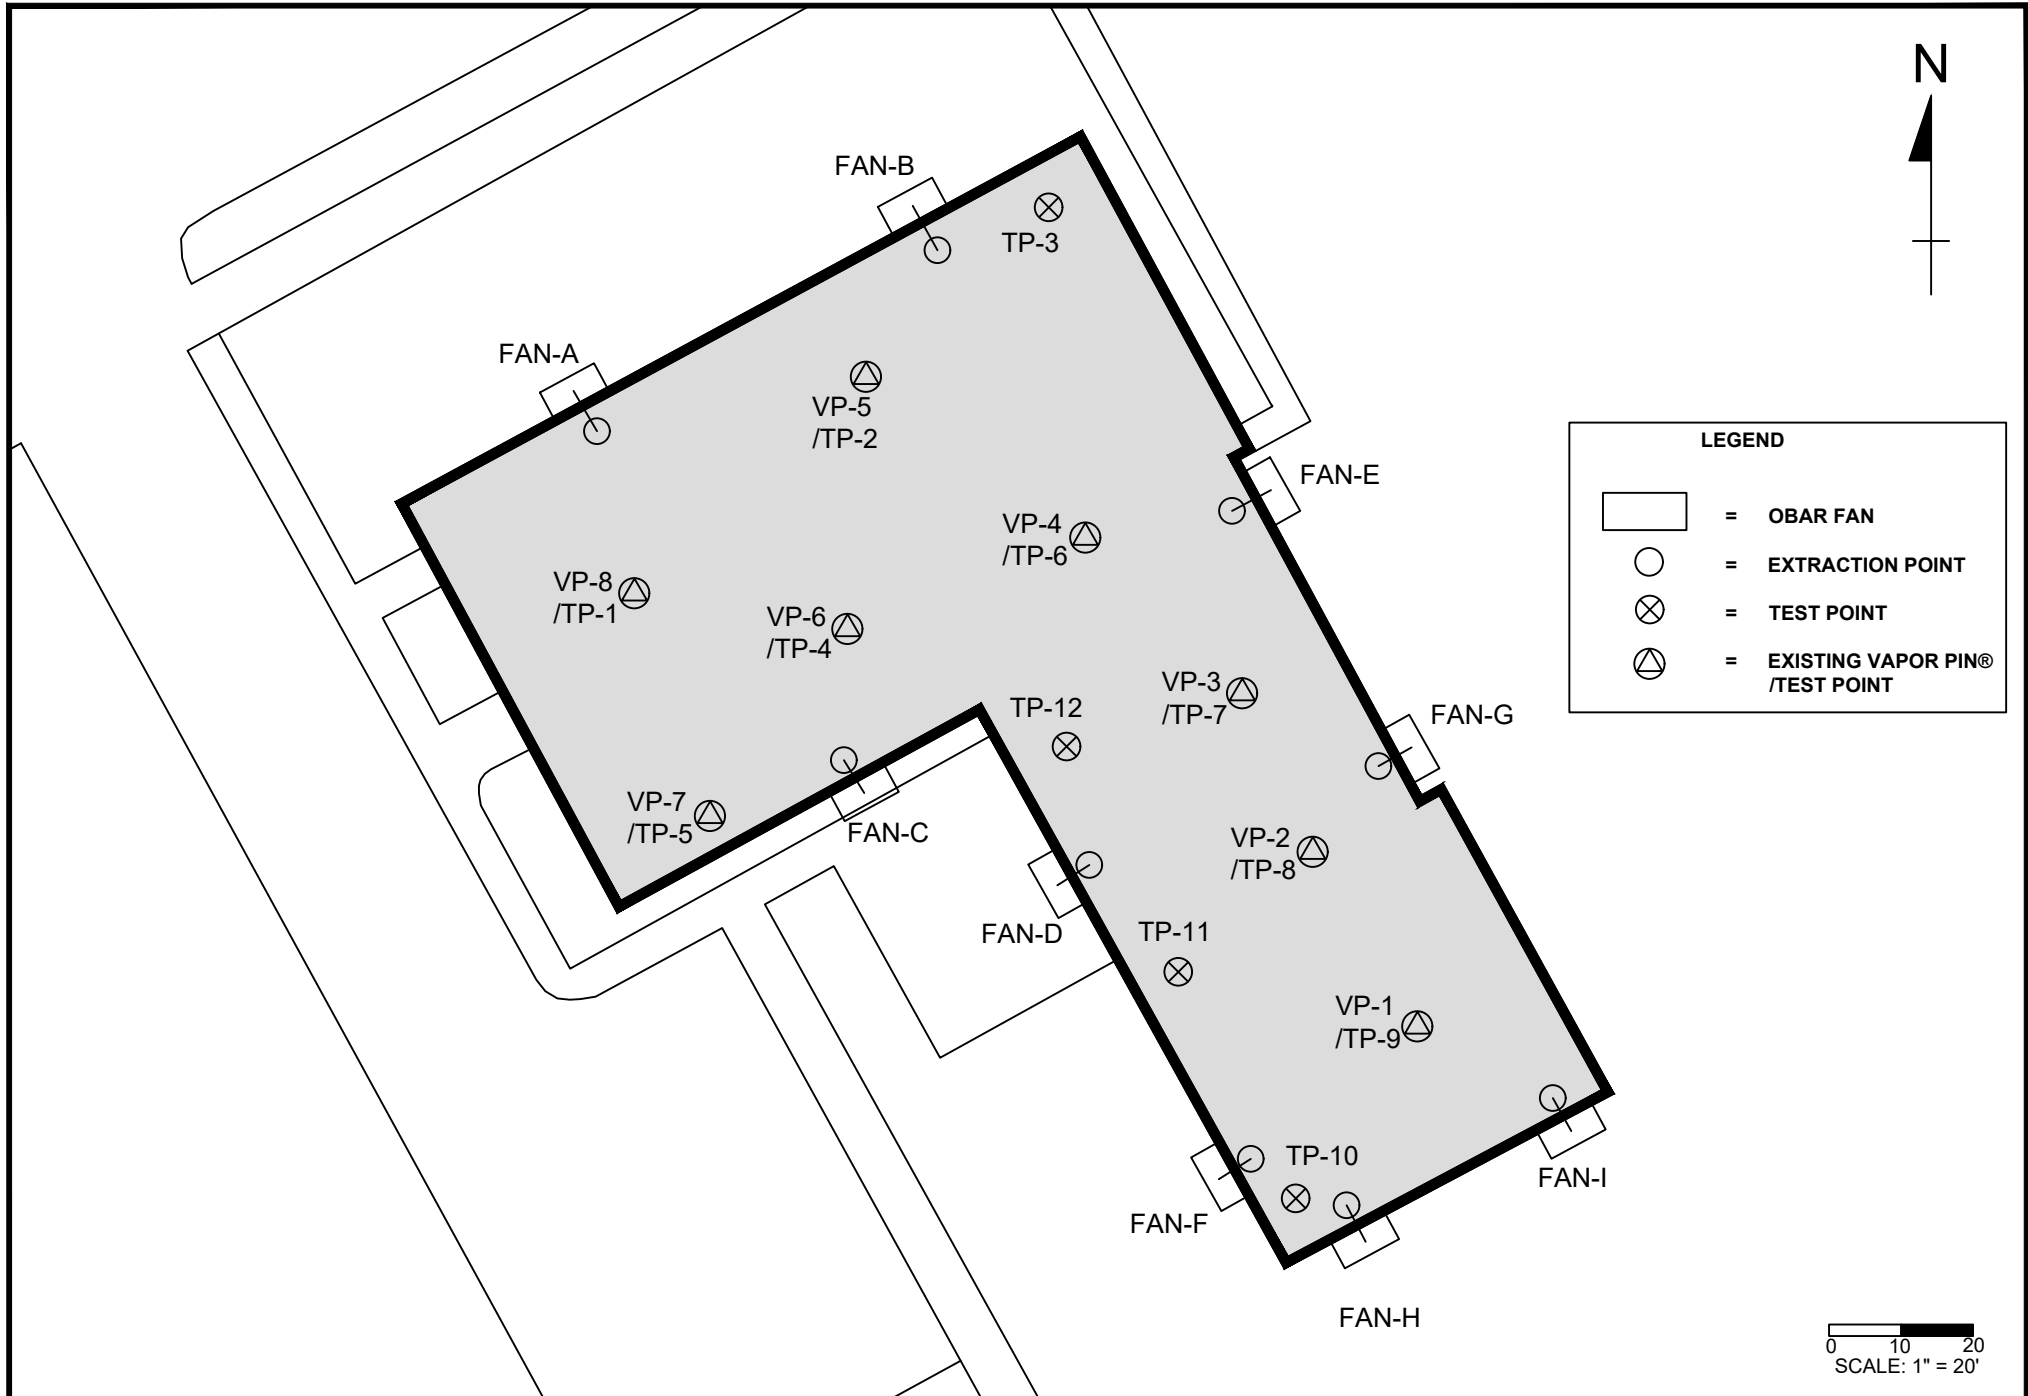 N
FAN-B
TP-3
FAN-A
VP-5
/TP-2
LEGEND
FAN-E
= OBAR FAN
VP-4
/TP-6
= EXTRACTION POINT
VP-8
/TP-1
VP-6
/TP-4
= TEST POINT
= EXISTING VAPOR PIN®
/TEST POINT
VP-3
/TP-7
TP-12
FAN-G
VP-7
/TP-5
FAN-C
VP-2
/TP-8
FAN-D
TP-11
VP-1
/TP-9
TP-10
FAN-I
FAN-F
FAN-H
0 10 20
SCALE: 1" = 20'